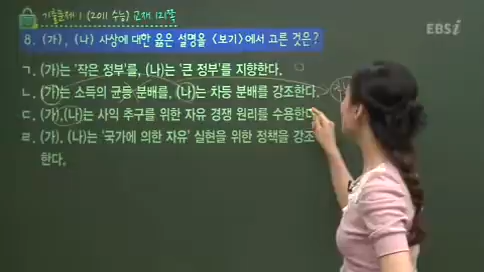 기출문제 1 (2011 수능) 교재 121쪽
EBSi
8. (가), (나) 사상에 대한 옳은 설명을 <보기>에서 고른 것은?
ㄱ. (가)는 '작은 정부'를, (나)는 '큰 정부'를 지향한다.
ㄴ. (가)는 소득의 균등 분배를, (나)는 차등 분배를 강조한다.
ㄷ. (가),(나)는 사익 추구를 위한 자유 경쟁 원리를 수용한다.
ㄹ. (가), (나)는 '국가에 의한 자유' 실현을 위한 정책을 강조
한다.